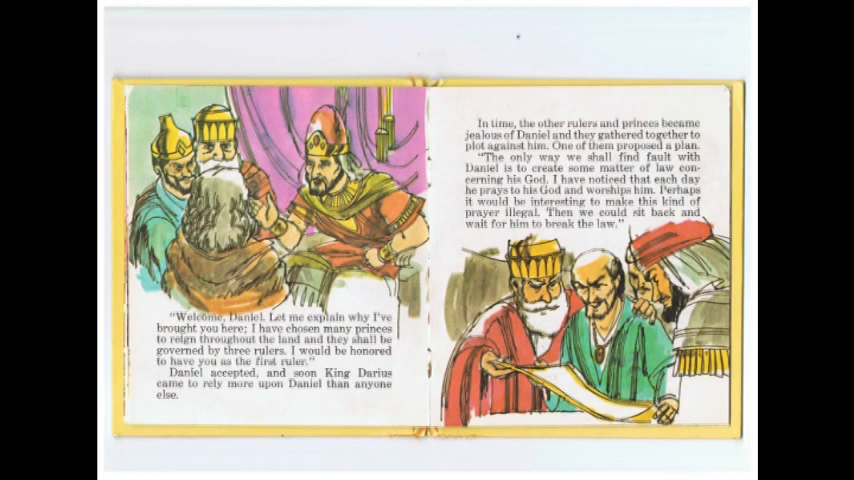 "Welcome, Daniel. Let me explain why I've
brought you here; I have chosen many princes
to reign throughout the land and they shall be
governed by three rulers. I would be honored
to have you as the first ruler."
Daniel accepted, and soon King Darius
came to rely more upon Daniel than anyone
else.
In time, the other rulers and princes became
jealous of Daniel and they gathered together to
plot against him. One of them proposed a plan.
"The only way we shall find fault with
Daniel is to create some matter of law con-
cerning his God. I have noticed that each day
he prays to his God and worships him. Perhaps
it would be interesting to make this kind of
prayer illegal. Then we could sit back and
wait for him to break the law."